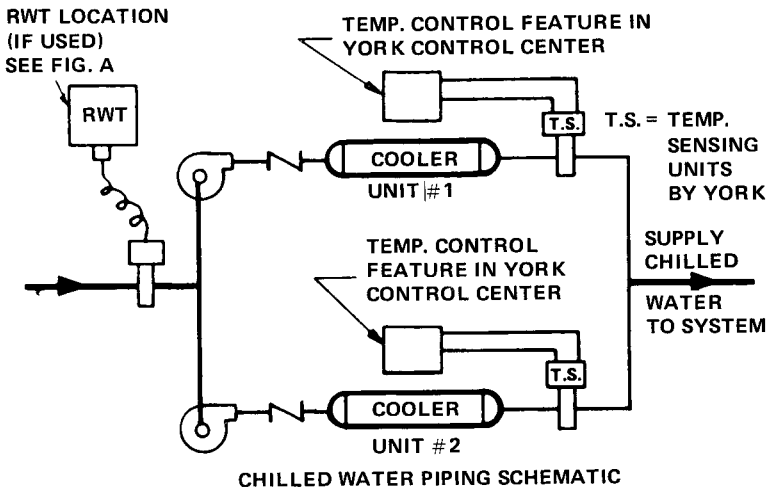 RWT LOCATION
(IF USED)
SEE FIG. A
RWT
TEMP. CONTROL FEATURE IN
YORK CONTROL CENTER
T.S.
T.S. = TEMP.
SENSING
UNITS
BY YORK
COOLER
UNIT #1
TEMP. CONTROL
FEATURE IN YORK
CONTROL CENTER
SUPPLY
CHILLED
WATER
TO SYSTEM
T.S.
COOLER
UNIT #2
CHILLED WATER PIPING SCHEMATIC